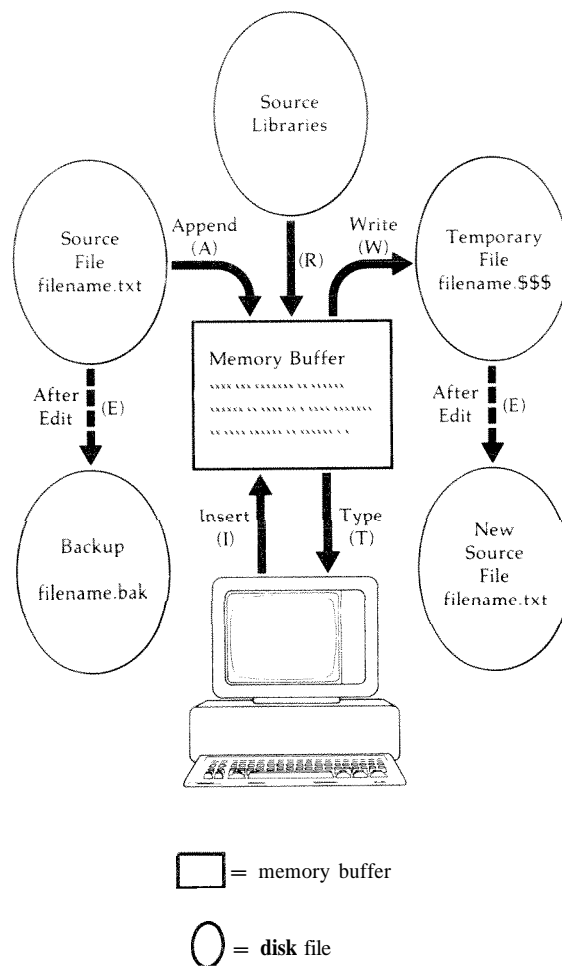 Source
Libraries
Source
File
filename.txt
Append
(A)
(R)
Write
(W)
Temporary
File
filename.$$$
Memory Buffer
After
Edit
(E)
After
Edit
(E)
Backup
filename.bak
Insert
(I)
Type
(T)
New
Source
File
filename.txt
= memory buffer
= disk file